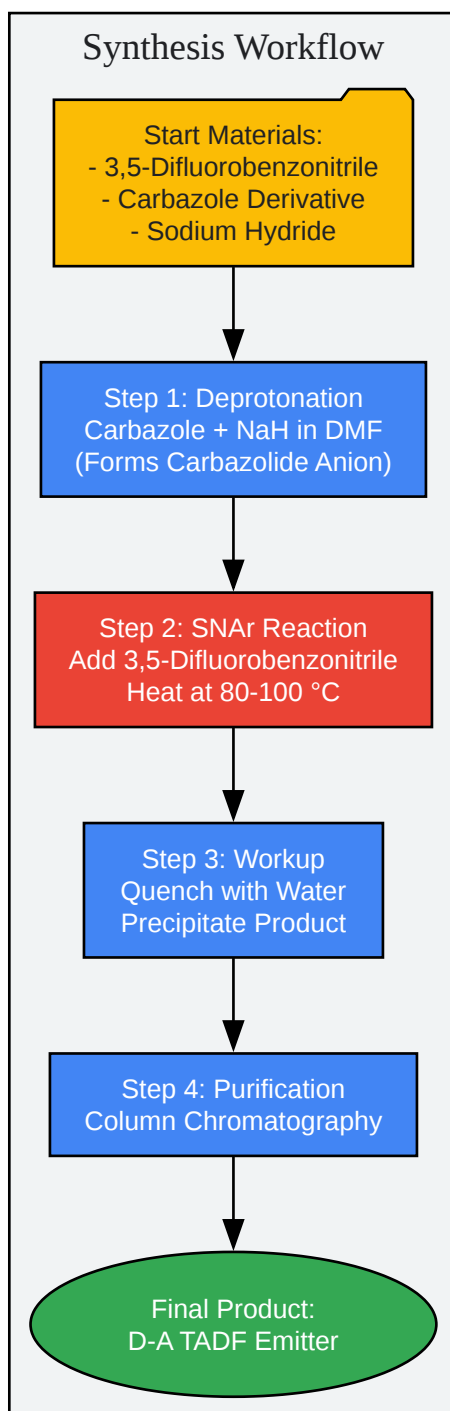 Synthesis Workflow
Start Materials:
- 3,5-Difluorobenzonitrile
- Carbazole Derivative
- Sodium Hydride
Step 1: Deprotonation
Carbazole + NaH in DMF
(Forms Carbazolide Anion)
Step 2: SNAr Reaction
Add 3,5-Difluorobenzonitrile
Heat at 80-100 °C
Step 3: Workup
Quench with Water
Precipitate Product
Step 4: Purification
Column Chromatography
Final Product:
D-A TADF Emitter